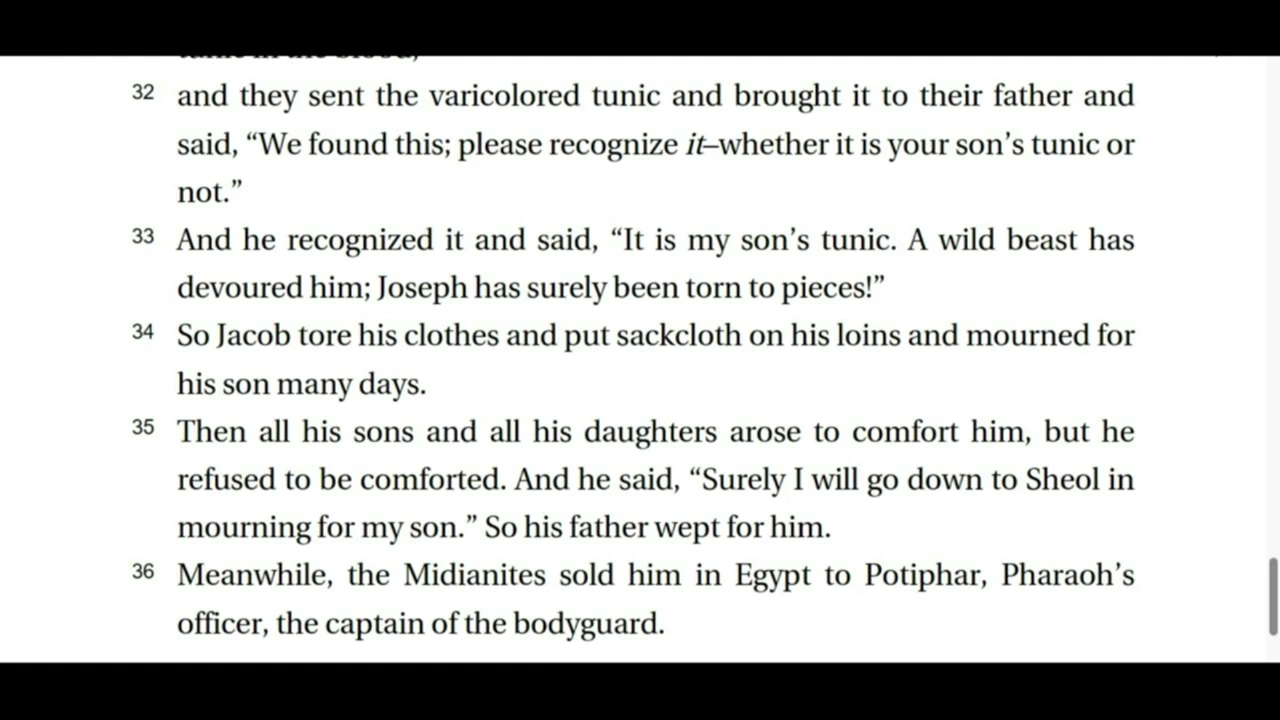 32 and they sent the varicolored tunic and brought it to their father and
said, “We found this; please recognize it–whether it is your son’s tunic or
not.”
33 And he recognized it and said, “It is my son’s tunic. A wild beast has
devoured him; Joseph has surely been torn to pieces!”
34 So Jacob tore his clothes and put sackcloth on his loins and mourned for
his son many days.
35 Then all his sons and all his daughters arose to comfort him, but he
refused to be comforted. And he said, “Surely I will go down to Sheol in
mourning for my son.” So his father wept for him.
36 Meanwhile, the Midianites sold him in Egypt to Potiphar, Pharaoh’s
officer, the captain of the bodyguard.